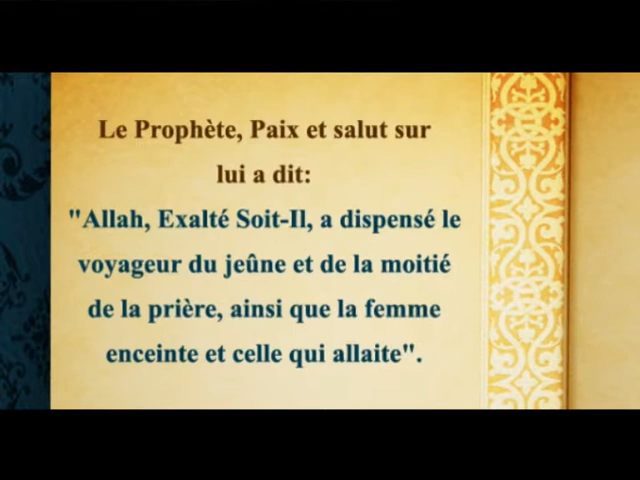 Le Prophète, Paix et salut sur
lui a dit:
"Allah, Exalté Soit-Il, a dispensé le
voyageur du jeûne et de la moitié
de la prière, ainsi que la femme
enceinte et celle qui allaite".